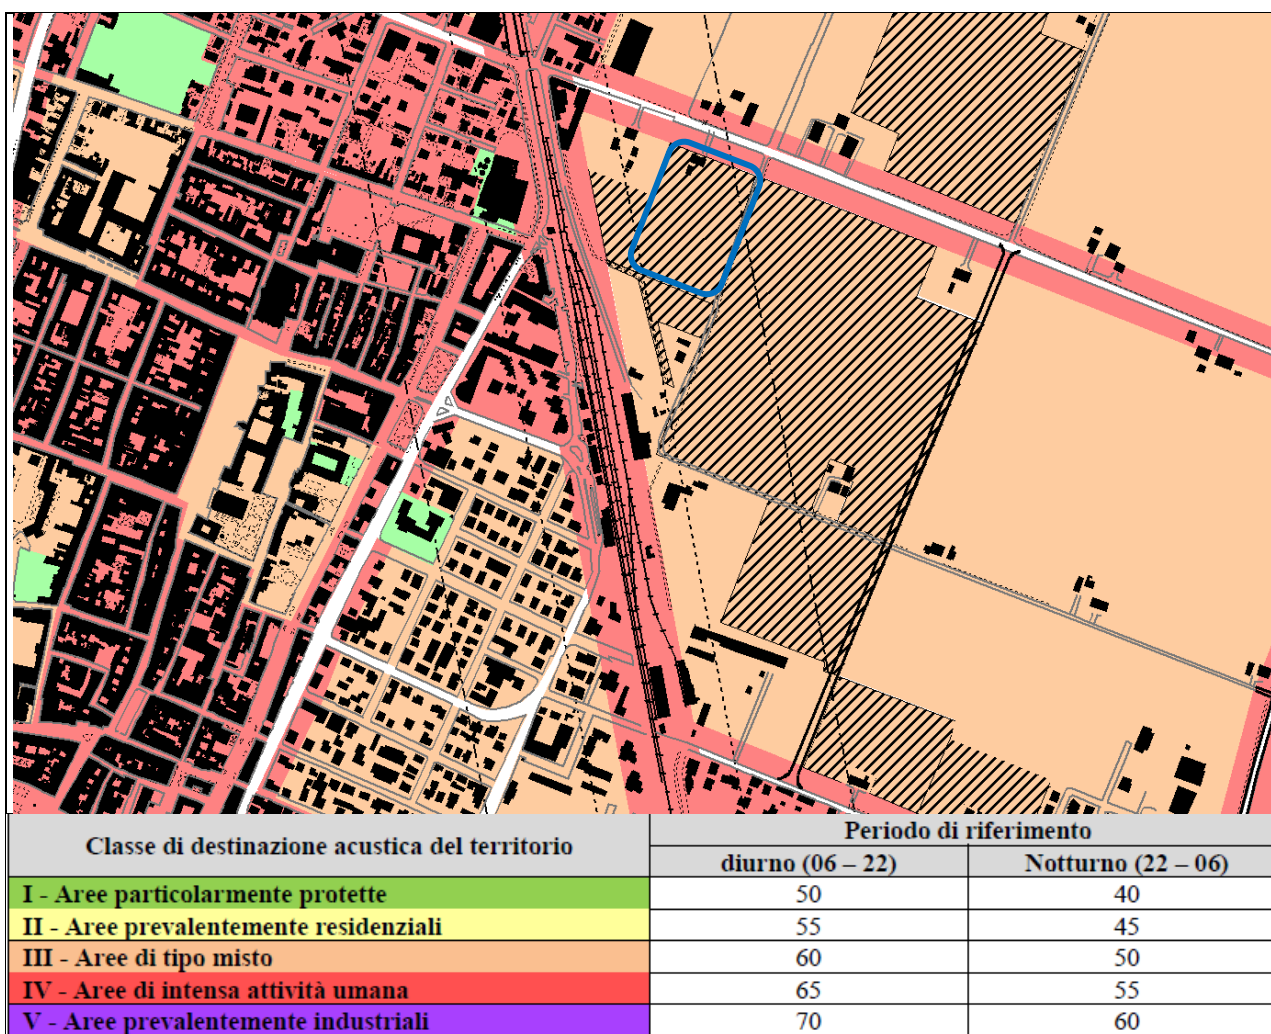 Classe di destinazione acustica del territorio
Periodo di riferimento
diurno (06 – 22)
Notturno (22 – 06)
I - Aree particolarmente protette 50 40
II - Aree prevalentemente residenziali 55 45
III - Aree di tipo misto 60 50
IV - Aree di intensa attività umana 65 55
V - Aree prevalentemente industriali 70 60